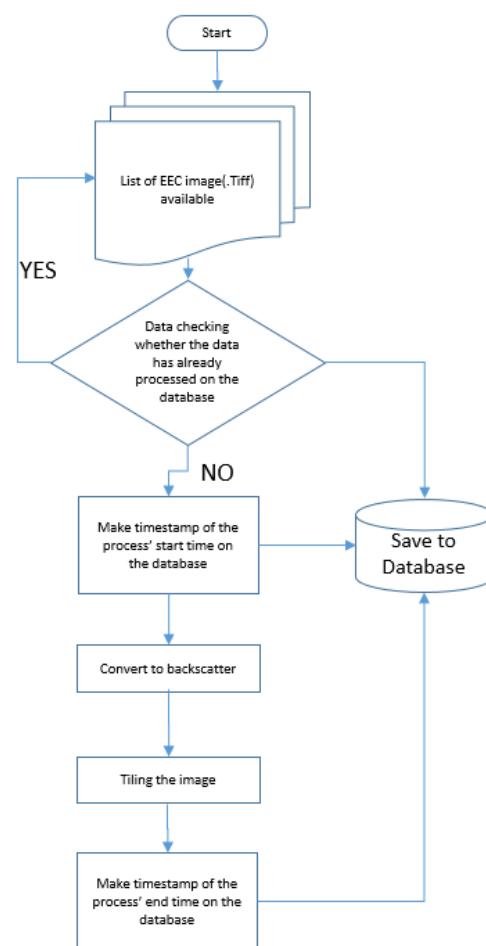 Start
List of EEC image(.Tiff)
available
YES
Data checking
whether the data
has already
processed on the
database
NO
Make timestamp of the
process' start time on
the database
Save to
Database
Convert to backscatter
Tiling the image
Make timestamp of the
process' end time on the
database